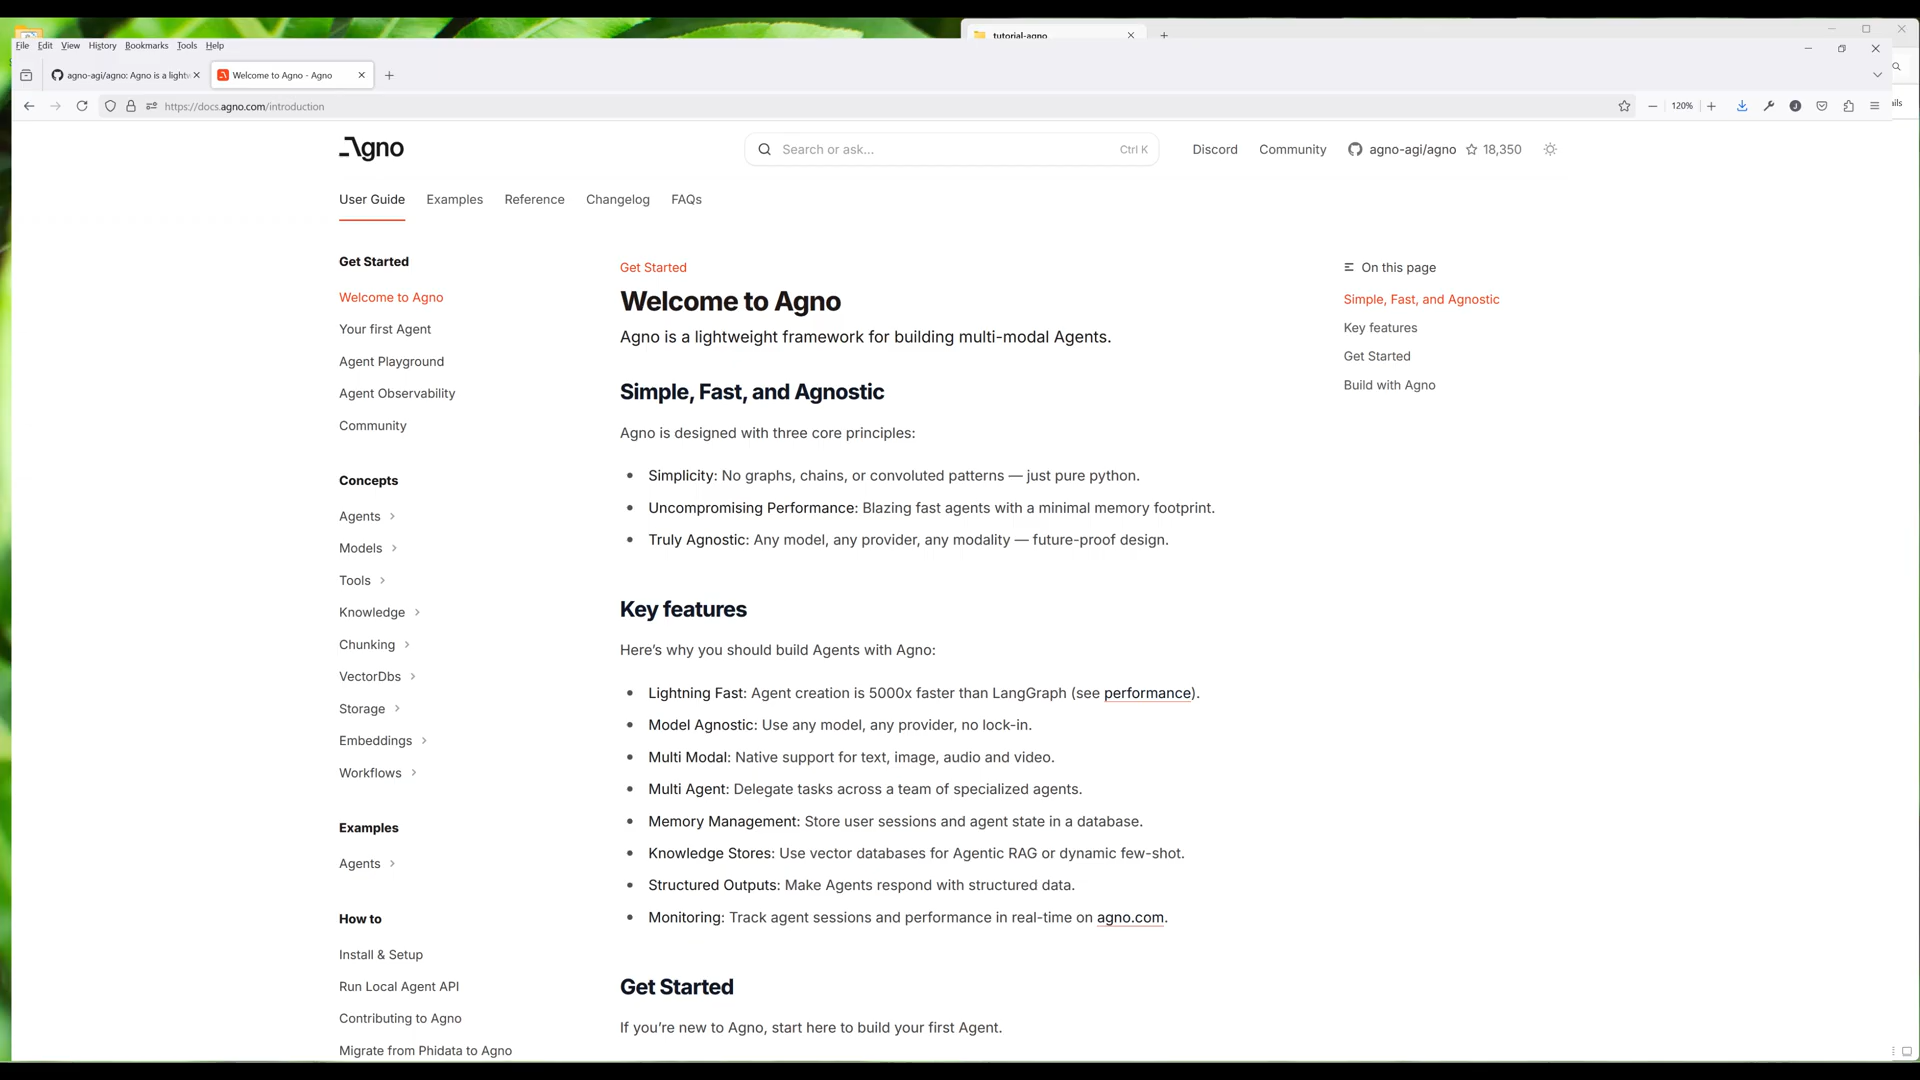 tutorial-agno
File Edit View History Bookmarks Tools Help
agno-agi/agno: Agno is a lightw
Welcome to Agno - Agno
https://docs.agno.com/introduction
120%
ils
Agno
Search or ask...
Ctrl K
Discord
Community
agno-agi/agno
18,350
User Guide
Examples
Reference
Changelog
FAQs
Get Started
Welcome to Agno
Your first Agent
Agent Playground
Agent Observability
Community
Concepts
Agents
Models
Tools
Knowledge
Chunking
VectorDbs
Storage
Embeddings
Workflows
Examples
Agents
How to
Install & Setup
Run Local Agent API
Contributing to Agno
Migrate from Phidata to Agno
Get Started
Welcome to Agno
Agno is a lightweight framework for building multi-modal Agents.
Simple, Fast, and Agnostic
Agno is designed with three core principles:
• Simplicity: No graphs, chains, or convoluted patterns — just pure python.
• Uncompromising Performance: Blazing fast agents with a minimal memory footprint.
• Truly Agnostic: Any model, any provider, any modality — future-proof design.
Key features
Here’s why you should build Agents with Agno:
• Lightning Fast: Agent creation is 5000x faster than LangGraph (see performance).
• Model Agnostic: Use any model, any provider, no lock-in.
• Multi Modal: Native support for text, image, audio and video.
• Multi Agent: Delegate tasks across a team of specialized agents.
• Memory Management: Store user sessions and agent state in a database.
• Knowledge Stores: Use vector databases for Agentic RAG or dynamic few-shot.
• Structured Outputs: Make Agents respond with structured data.
• Monitoring: Track agent sessions and performance in real-time on agno.com.
Get Started
If you’re new to Agno, start here to build your first Agent.
On this page
Simple, Fast, and Agnostic
Key features
Get Started
Build with Agno